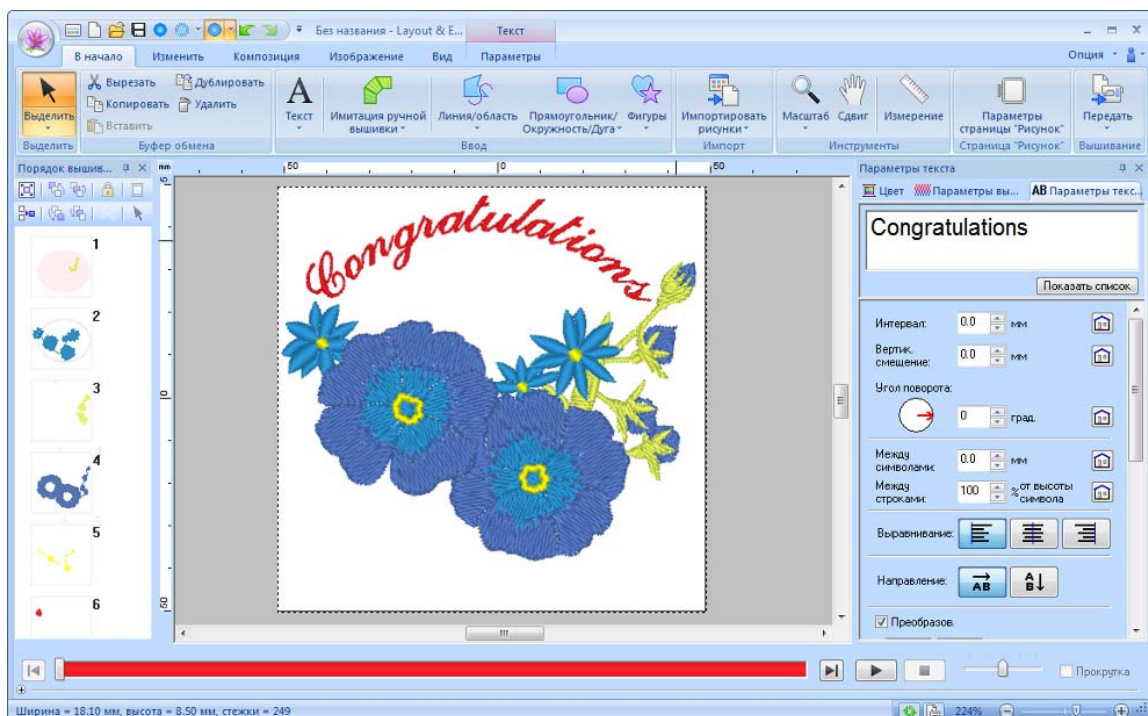 Без названия - Layout & E...
Текст
В начало
Изменить
Композиция
Изображение
Вид
Параметры
Опция
Выделить
Вырезать
Копировать
Вставить
Дублировать
Удалить
Текст
Имитация ручной
вышивки
Линия/область
Прямоугольник/
Окружность/Дуга
Фигуры
Импортировать
рисунки
Масштаб
Сдвиг
Измерение
Параметры
страницы "Рисунок"
Передать
Выделить
Буфер обмена
Ввод
Импорт
Инструменты
Страница "Рисунок"
Вышивание
Порядок вышив...
1
2
3
4
5
6
mm
50
0
50
0
50
Congratulations
Параметры текста
Цвет
Параметры вы...
AB Параметры текс...
Congratulations
Показать список
Интервал: 0.0 мм
Вертик.
смещение: 0.0 мм
Угол поворота:
0 град.
Между
символами: 0.0 мм
Между
строками: 100 % от высоты
символа
Выравнивание:
Направление:
AB
A
B
Преобразов.
Прокрутка
Ширина = 18.10 мм, высота = 8.50 мм, стежки = 249
224%